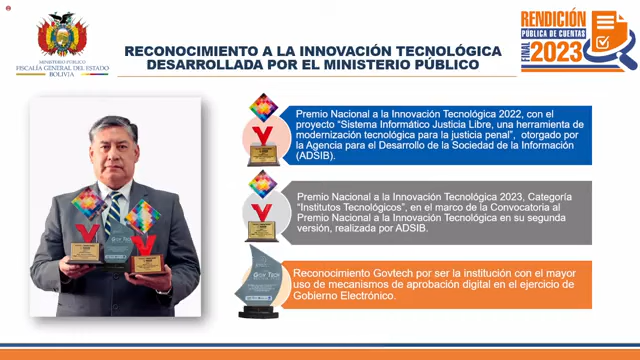 MINISTERIO PÚBLICO
FISCALÍA GENERAL DEL ESTADO
BOLIVIA
RECONOCIMIENTO A LA INNOVACIÓN TECNOLÓGICA
DESARROLLADA POR EL MINISTERIO PÚBLICO
RENDICIÓN
PÚBLICA DE CUENTAS
FINAL 2023
Premio Nacional a la Innovación Tecnológica 2022, con el
proyecto “Sistema Informático Justicia Libre, una herramienta de
modernización tecnológica para la justicia penal”, otorgado por
la Agencia para el Desarrollo de la Sociedad de la Información
(ADSIB).
Premio Nacional a la Innovación Tecnológica 2023, Categoría
“Institutos Tecnológicos”, en el marco de la Convocatoria al
Premio Nacional a la Innovación Tecnológica en su segunda
versión, realizada por ADSIB.
GOV TECH
GOV TECH
Reconocimiento Govtech por ser la institución con el mayor
uso de mecanismos de aprobación digital en el ejercicio de
Gobierno Electrónico.